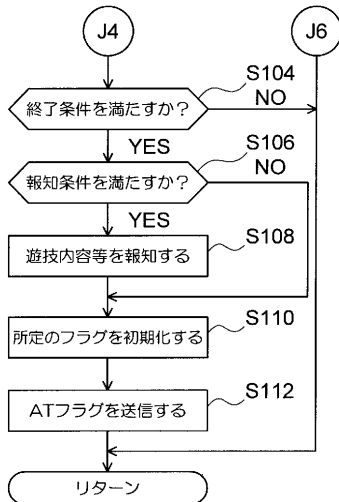 J4
J6
S104
終了条件を満たすか？
NO
YES
S106
報知条件を満たすか？
NO
YES
S108
遊技内容等を報知する
S110
所定のフラグを初期化する
S112
ATフラグを送信する
リターン